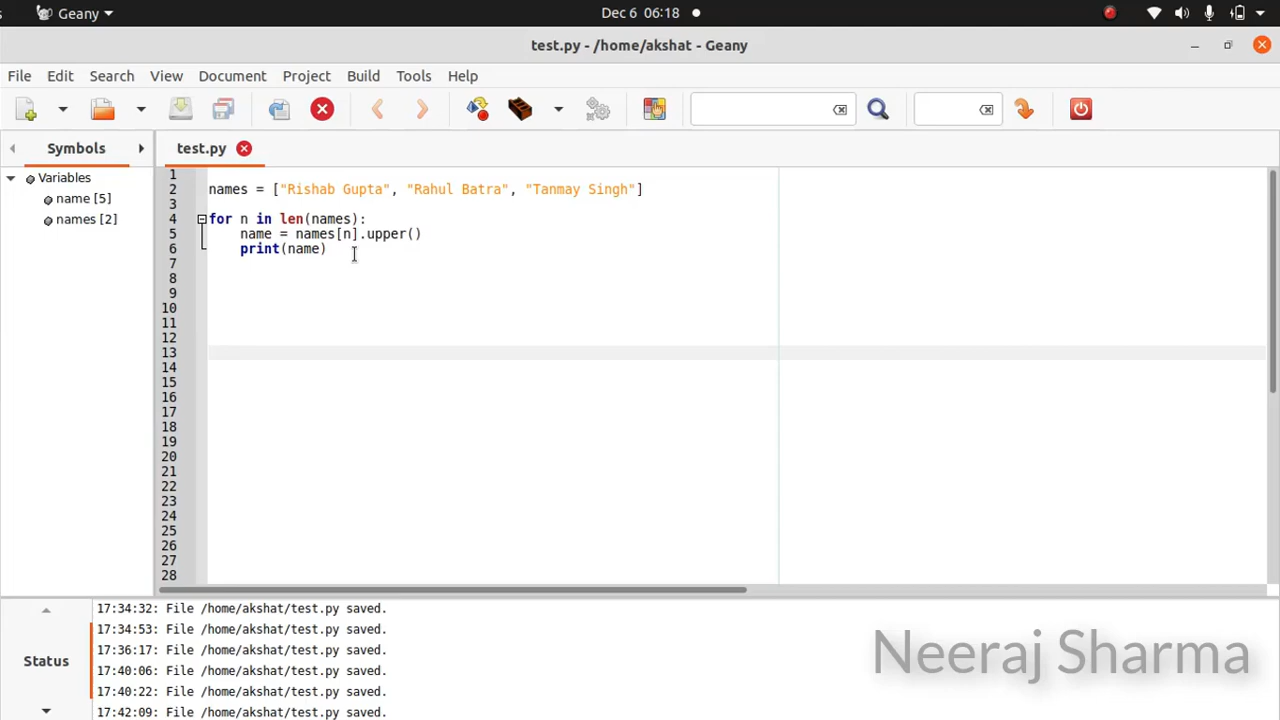 Geany
Dec 6 06:18
test.py - /home/akshat - Geany
File Edit Search View Document Project Build Tools Help
Symbols
test.py
Variables
name [5]
names [2]
1
2 names = ["Rishab Gupta", "Rahul Batra", "Tanmay Singh"]
3
4 for n in len(names):
5 name = names[n].upper()
6 print(name)
7
8
9
10
11
12
13
14
15
16
17
18
19
20
21
22
23
24
25
26
27
28
Status
17:34:32: File /home/akshat/test.py saved.
17:34:53: File /home/akshat/test.py saved.
17:36:17: File /home/akshat/test.py saved.
17:40:06: File /home/akshat/test.py saved.
17:40:22: File /home/akshat/test.py saved.
17:42:09: File /home/akshat/test.py saved.
Neeraj Sharma